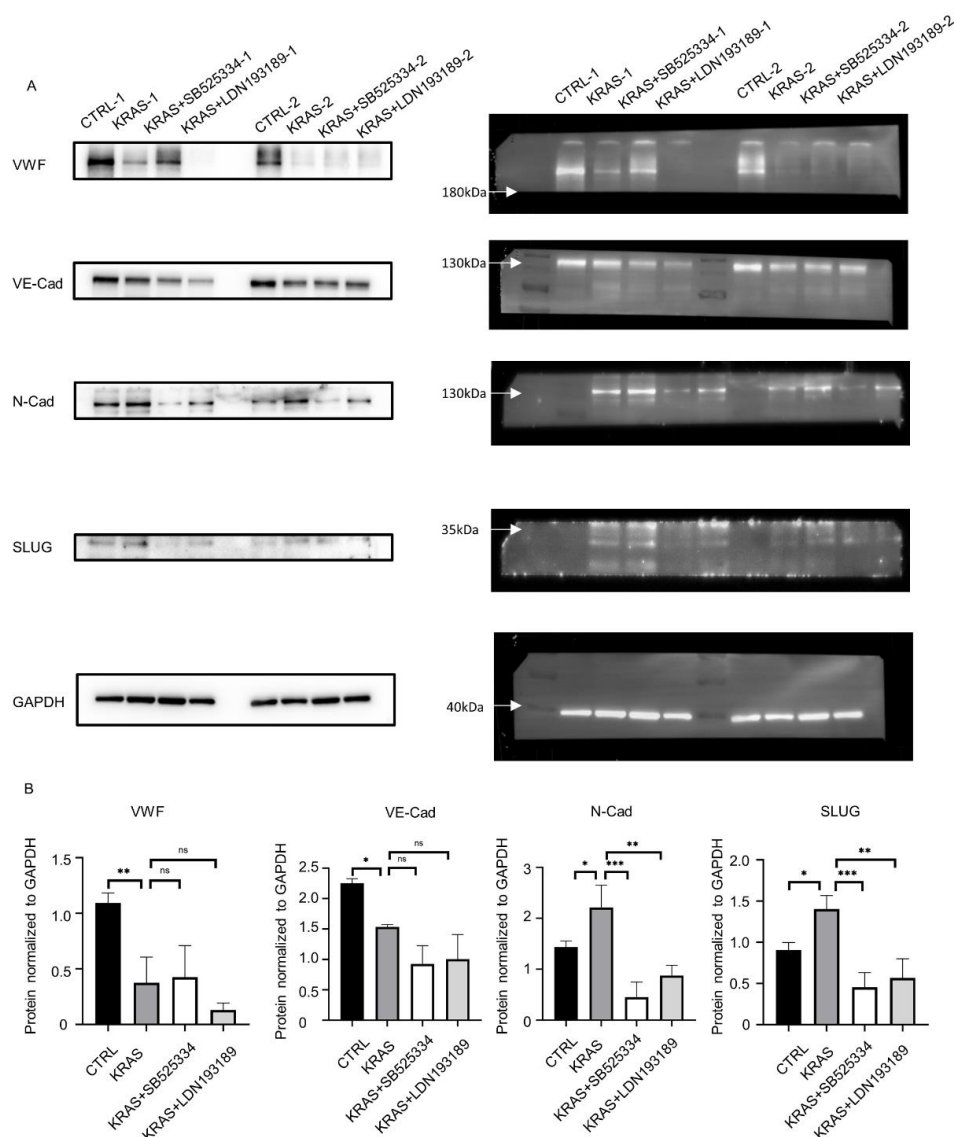 A
CTRL-1
KRAS-1
KRAS+SB525334-1
KRAS+LDN193189-1
CTRL-2
KRAS-2
KRAS+SB525334-2
KRAS+LDN193189-2
CTRL-1
KRAS-1
KRAS+SB525334-1
KRAS+LDN193189-1
CTRL-2
KRAS-2
KRAS+SB525334-2
KRAS+LDN193189-2
VWF
180kDa
VE-Cad
130kDa
N-Cad
130kDa
SLUG
35kDa
GAPDH
40kDa
B
VWF
Protein normalized to GAPDH
1.5
1.0
0.5
0
**
ns
ns
CTRL
KRAS
KRAS+SB525334
KRAS+LDN193189
VE-Cad
Protein normalized to GAPDH
2.5
2.0
1.5
1.0
0.5
0.0
*
ns
ns
CTRL
KRAS
KRAS+SB525334
KRAS+LDN193189
N-Cad
Protein normalized to GAPDH
3
2
1
0
*
***
**
CTRL
KRAS
KRAS+SB525334
KRAS+LDN193189
SLUG
Protein normalized to GAPDH
2.0
1.5
1.0
0.5
0.0
*
***
**
CTRL
KRAS
KRAS+SB525334
KRAS+LDN193189